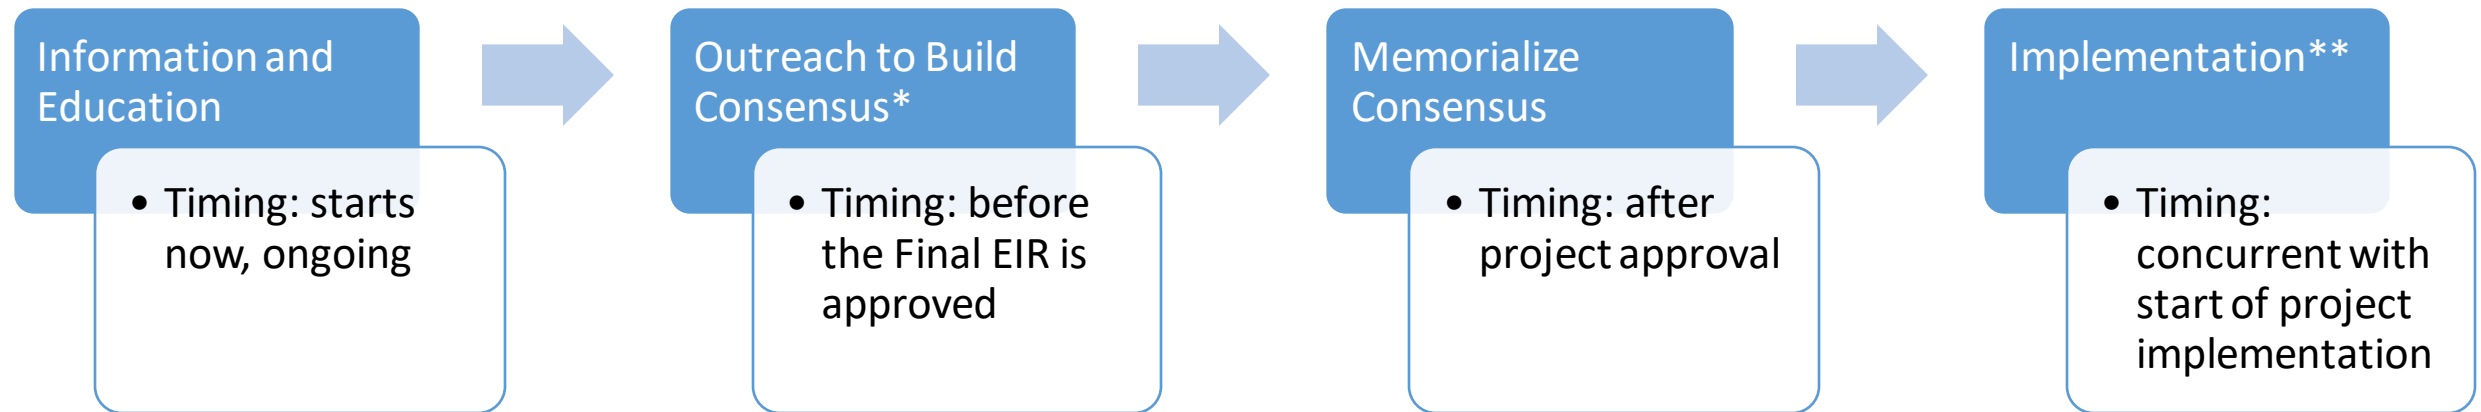 Information and
Education
• Timing: starts
now, ongoing
Outreach to Build
Consensus*
• Timing: before
the Final EIR is
approved
Memorialize
Consensus
• Timing: after
project approval
Implementation**
• Timing:
concurrent with
start of project
implementation